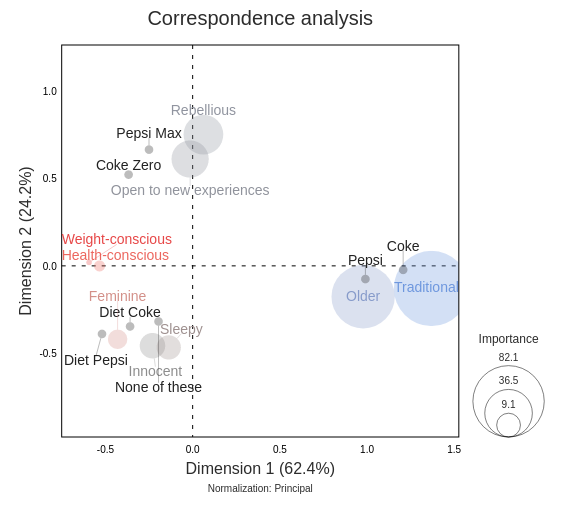 Correspondence analysis
Dimension 2 (24.2%)
1.0
0.5
0.0
-0.5
Rebellious
Pepsi Max
Coke Zero
Open to new experiences
Weight-conscious
Health-conscious
Coke
Pepsi
Older
Traditional
Feminine
Diet Coke
Sleepy
Diet Pepsi
Innocent
None of these
Importance
82.1
36.5
9.1
-0.5
0.0
0.5
1.0
1.5
Dimension 1 (62.4%)
Normalization: Principal